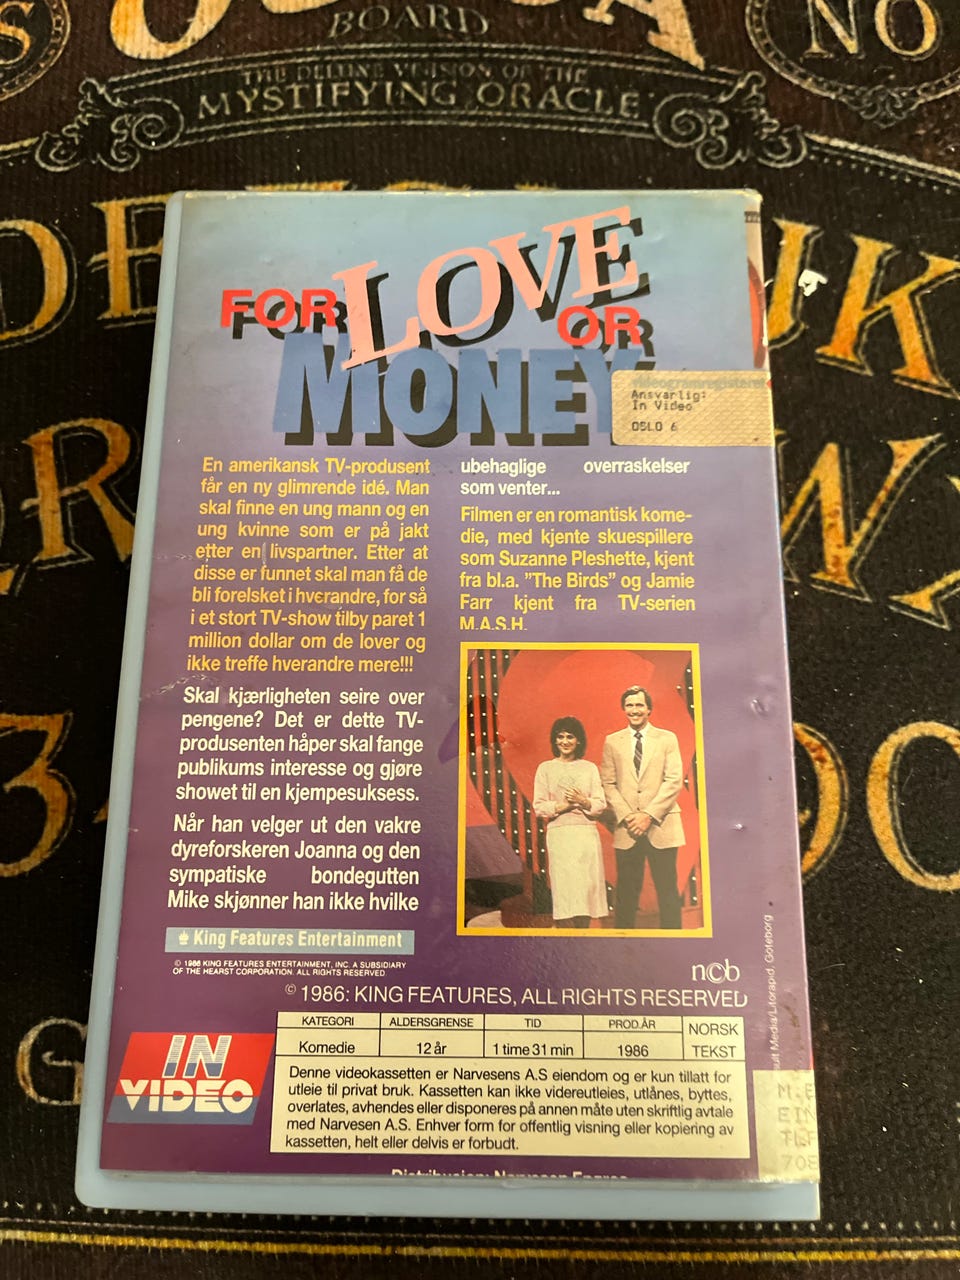 BOARD
NO
THE DELUXE VERSION OF THE
MYSTIFYING ORACLE
FOR LOVE
OR
MONEY
videogramregisteret
Ansvarlig:
In Video
OSLO 6
En amerikansk TV-produsent
får en ny glimrende idé. Man
skal finne en ung mann og en
ung kvinne som er på jakt
etter en livspartner. Etter at
disse er funnet skal man få de
bli forelsket i hverandre, for så
i et stort TV-show tilby paret 1
million dollar om de lover og
ikke treffe hverandre mere!!!
Skal kjærligheten seire over
pengene? Det er dette TV-
produsenten håper skal fange
publikums interesse og gjøre
showet til en kjempesuksess.
Når han velger ut den vakre
dyreforskeren Joanna og den
sympatiske bondegutten
Mike skjønner han ikke hvilke
ubehaglige overraskelser
som venter...
Filmen er en romantisk kome-
die, med kjente skuespillere
som Suzanne Pleshette, kjent
fra bl.a. "The Birds" og Jamie
Farr kjent fra TV-serien
M.A.S.H.
King Features Entertainment
© 1986 KING FEATURES ENTERTAINMENT, INC. A SUBSIDIARY
OF THE HEARST CORPORATION. ALL RIGHTS RESERVED.
ncb
© 1986: KING FEATURES, ALL RIGHTS RESERVED
KATEGORI ALDERSGRENSE TID PROD.ÅR NORSK
Komedie 12 år 1 time 31 min 1986 TEKST
IN
VIDEO
Denne videokassetten er Narvesens A.S eiendom og er kun tillatt for
utleie til privat bruk. Kassetten kan ikke videreutleies, utlånes, byttes,
overlates, avhendes eller disponeres på annen måte uten skriftlig avtale
med Narvesen A.S. Enhver form for offentlig visning eller kopiering av
kassetten, helt eller delvis er forbudt.
Media/Litorapid, Göteborg
M.E
EIN
TLF
708